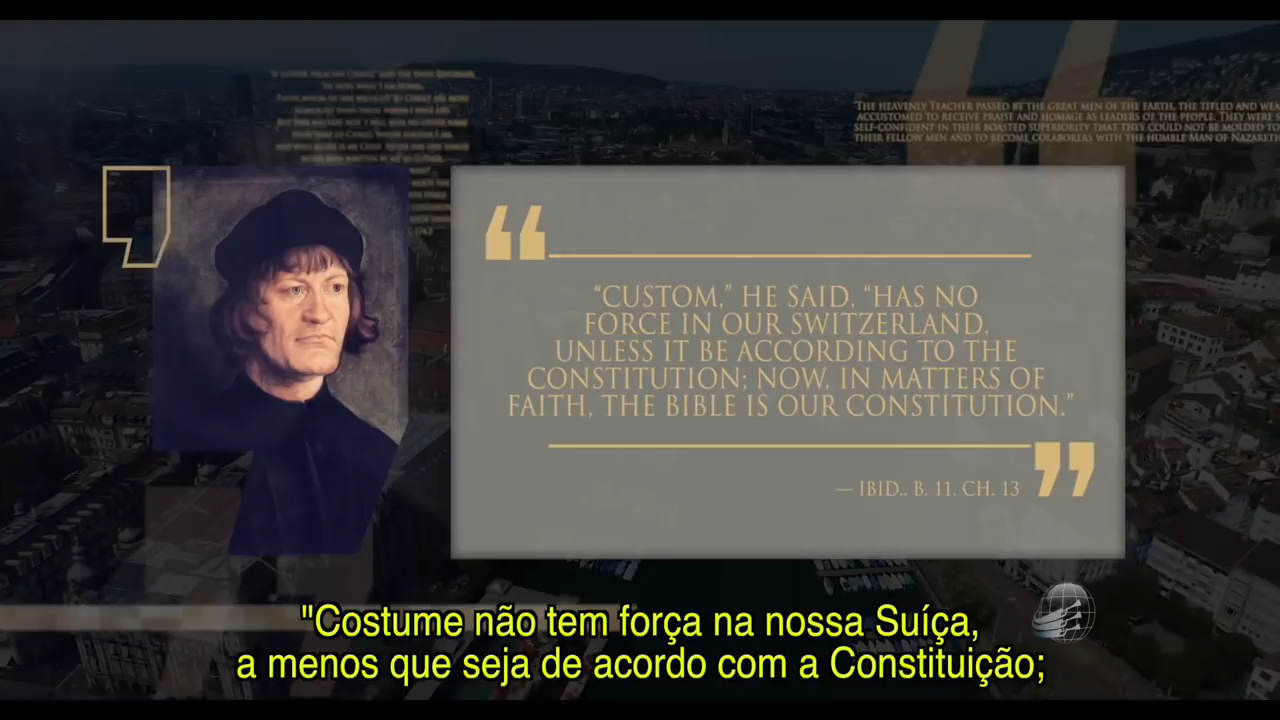 THE HEAVENLY TEACHER PASSED BY THE GREAT MEN OF THE EARTH, THE TITLED AND
ACCUSTOMED TO RECEIVE PRAISE AND HOMAGE AS LEADERS OF THE PEOPLE. THEY WERE
SELF-CONFIDENT IN THEIR BOASTED SUPERIORITY THAT THEY COULD NOT BE MOLDED TO
THEIR FELLOW MEN AND TO BECOME COLABORERS WITH THE HUMBLE MAN OF NAZARETH
“CUSTOM,” HE SAID, “HAS NO
FORCE IN OUR SWITZERLAND,
UNLESS IT BE ACCORDING TO THE
CONSTITUTION; NOW, IN MATTERS OF
FAITH, THE BIBLE IS OUR CONSTITUTION.”
— IBID., B. 11, CH. 13
"Costume não tem força na nossa Suíça,
a menos que seja de acordo com a Constituição;